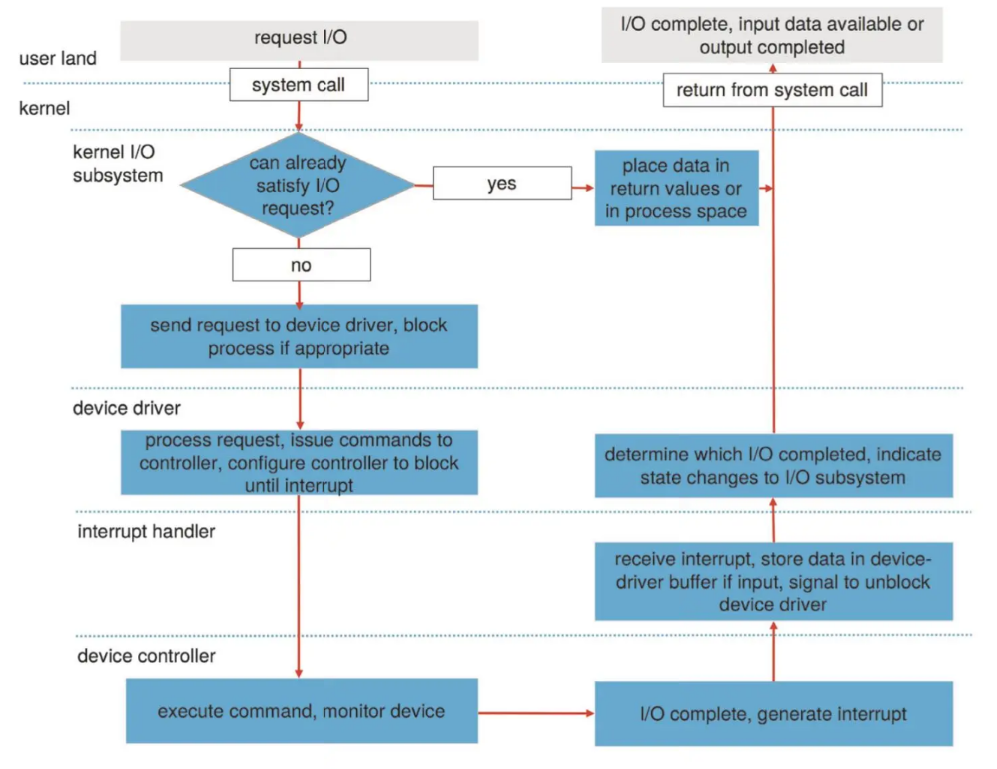 request I/O
I/O complete, input data available or
output completed
user land
system call
return from system call
kernel
kernel I/O
subsystem
can already
satisfy I/O
request?
yes
place data in
return values or
in process space
no
send request to device driver, block
process if appropriate
device driver
process request, issue commands to
controller, configure controller to block
until interrupt
determine which I/O completed, indicate
state changes to I/O subsystem
interrupt handler
receive interrupt, store data in device-
driver buffer if input, signal to unblock
device driver
device controller
execute command, monitor device
I/O complete, generate interrupt